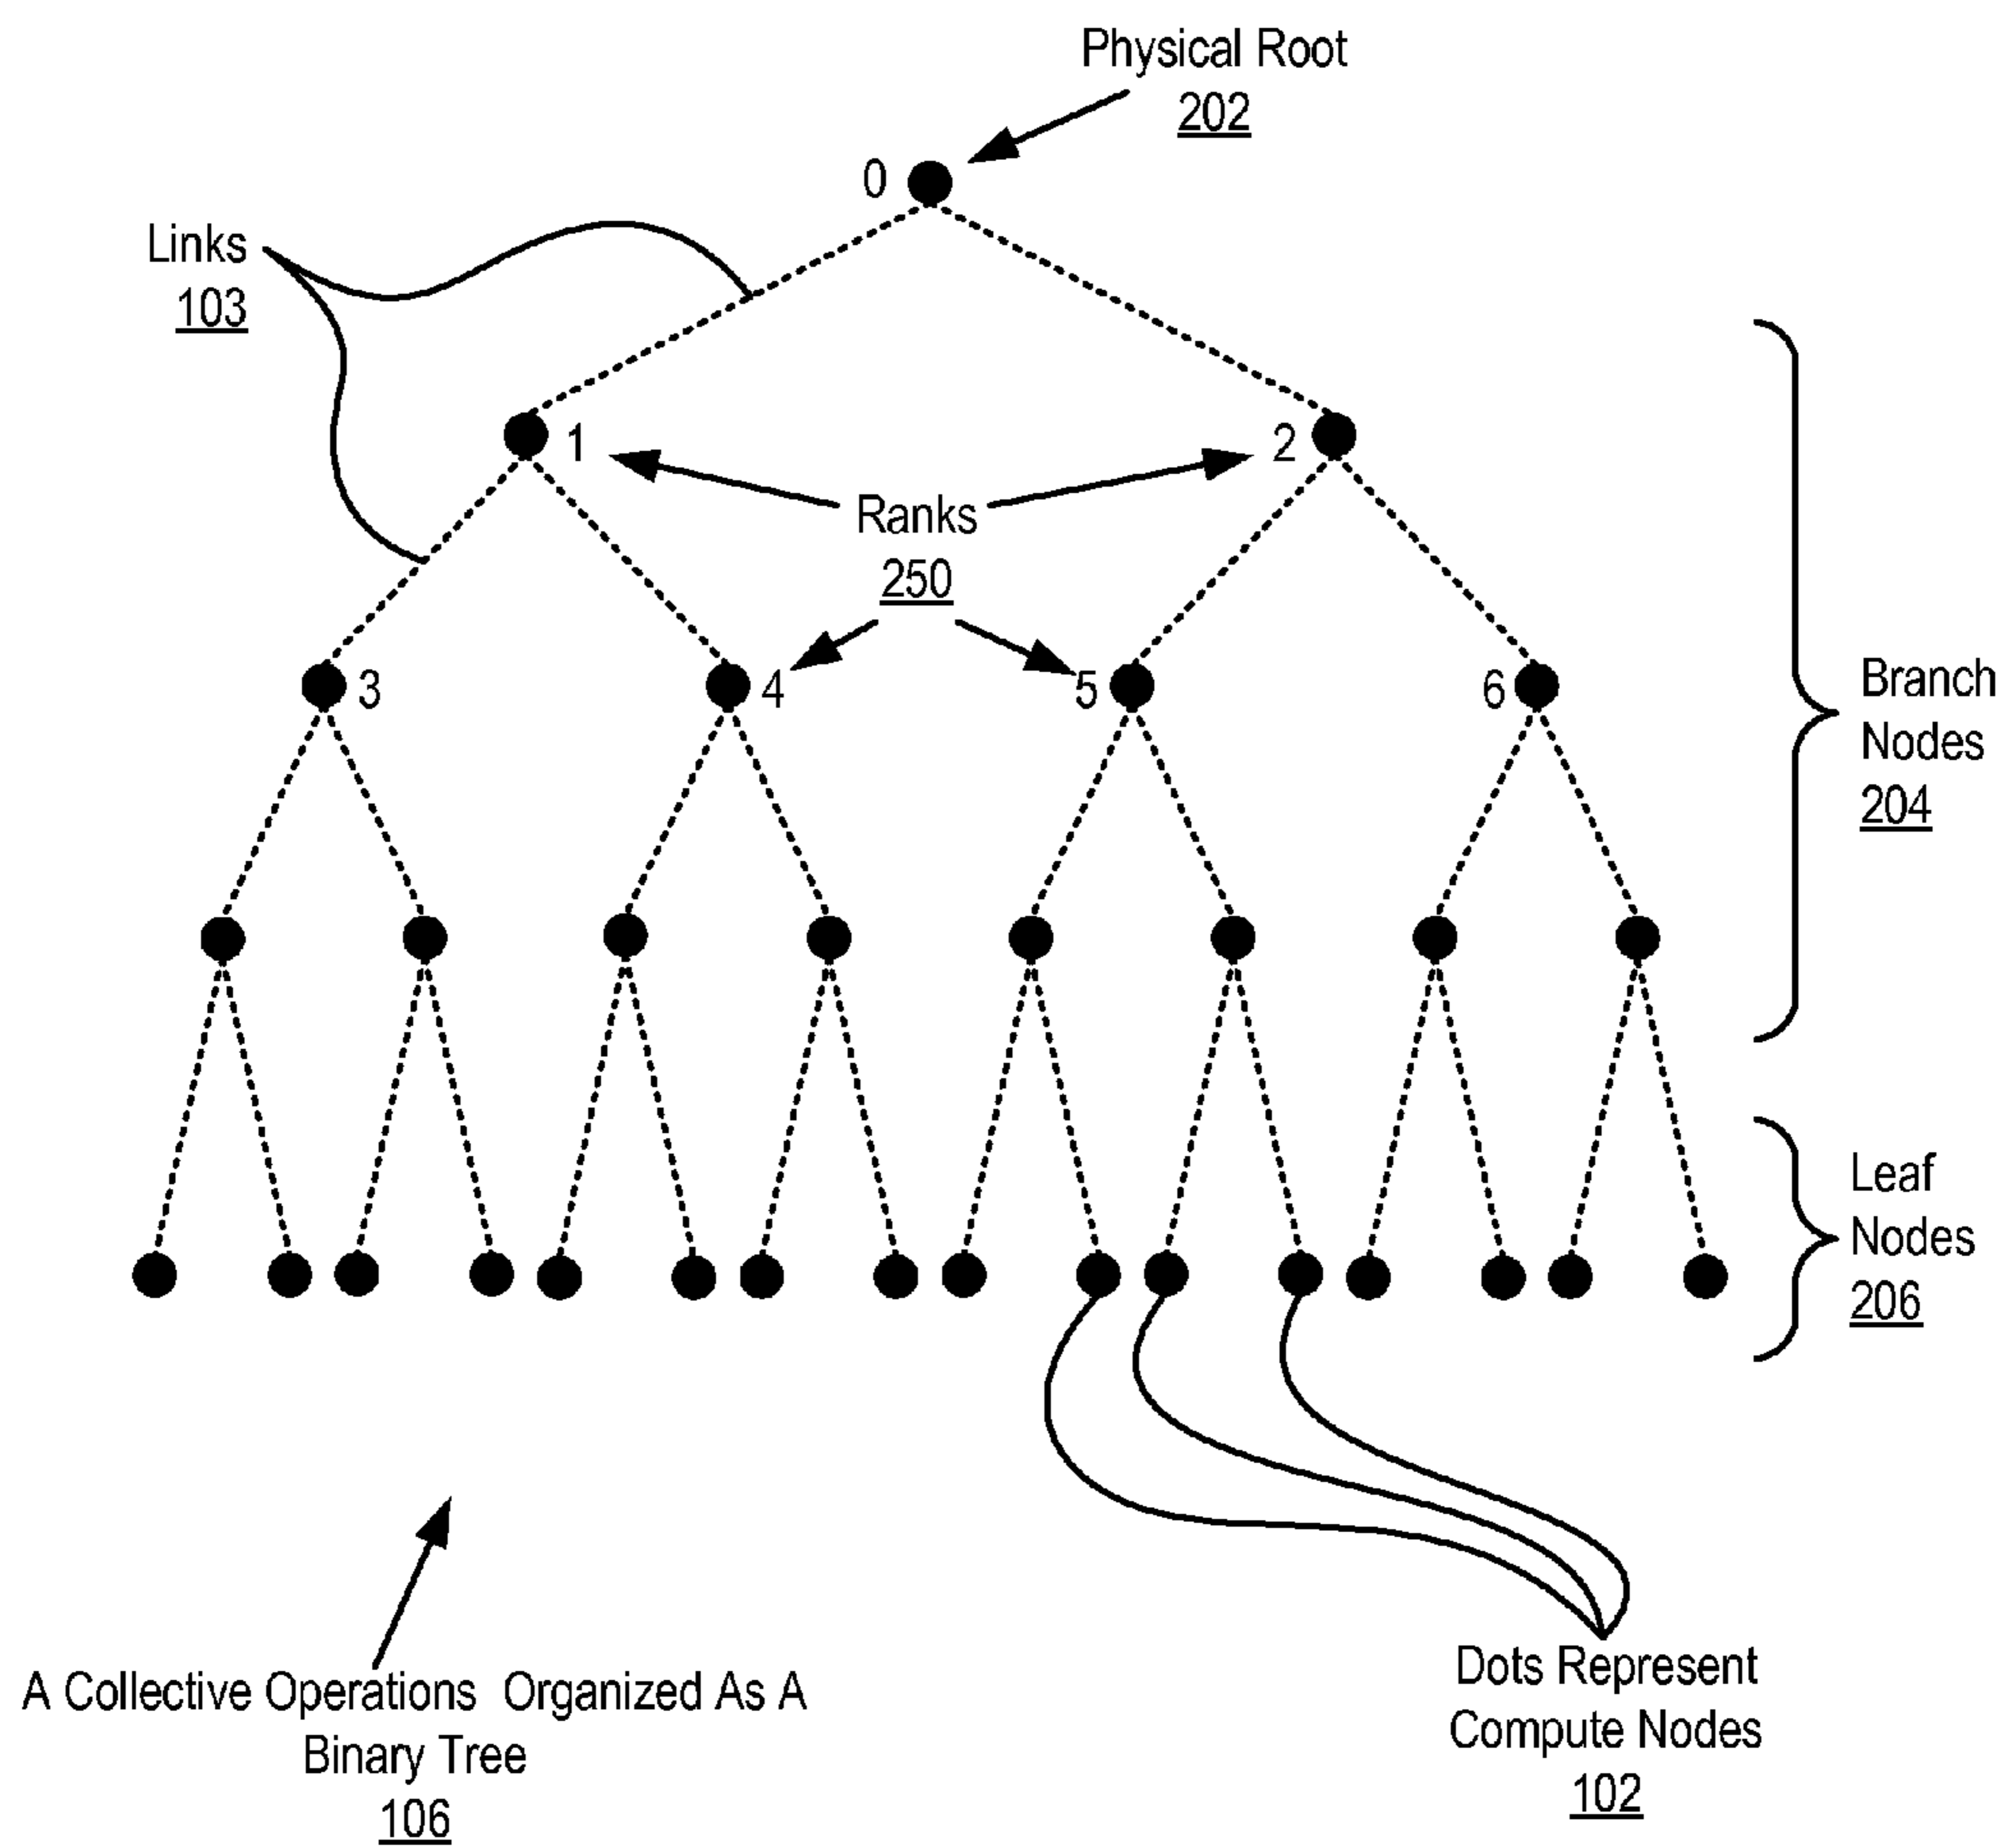 Physical Root
202
0
Links
103
1
2
Ranks
250
3
4
5
6
Branch
Nodes
204
Leaf
Nodes
206
A Collective Operations Organized As A
Binary Tree
106
Dots Represent
Compute Nodes
102